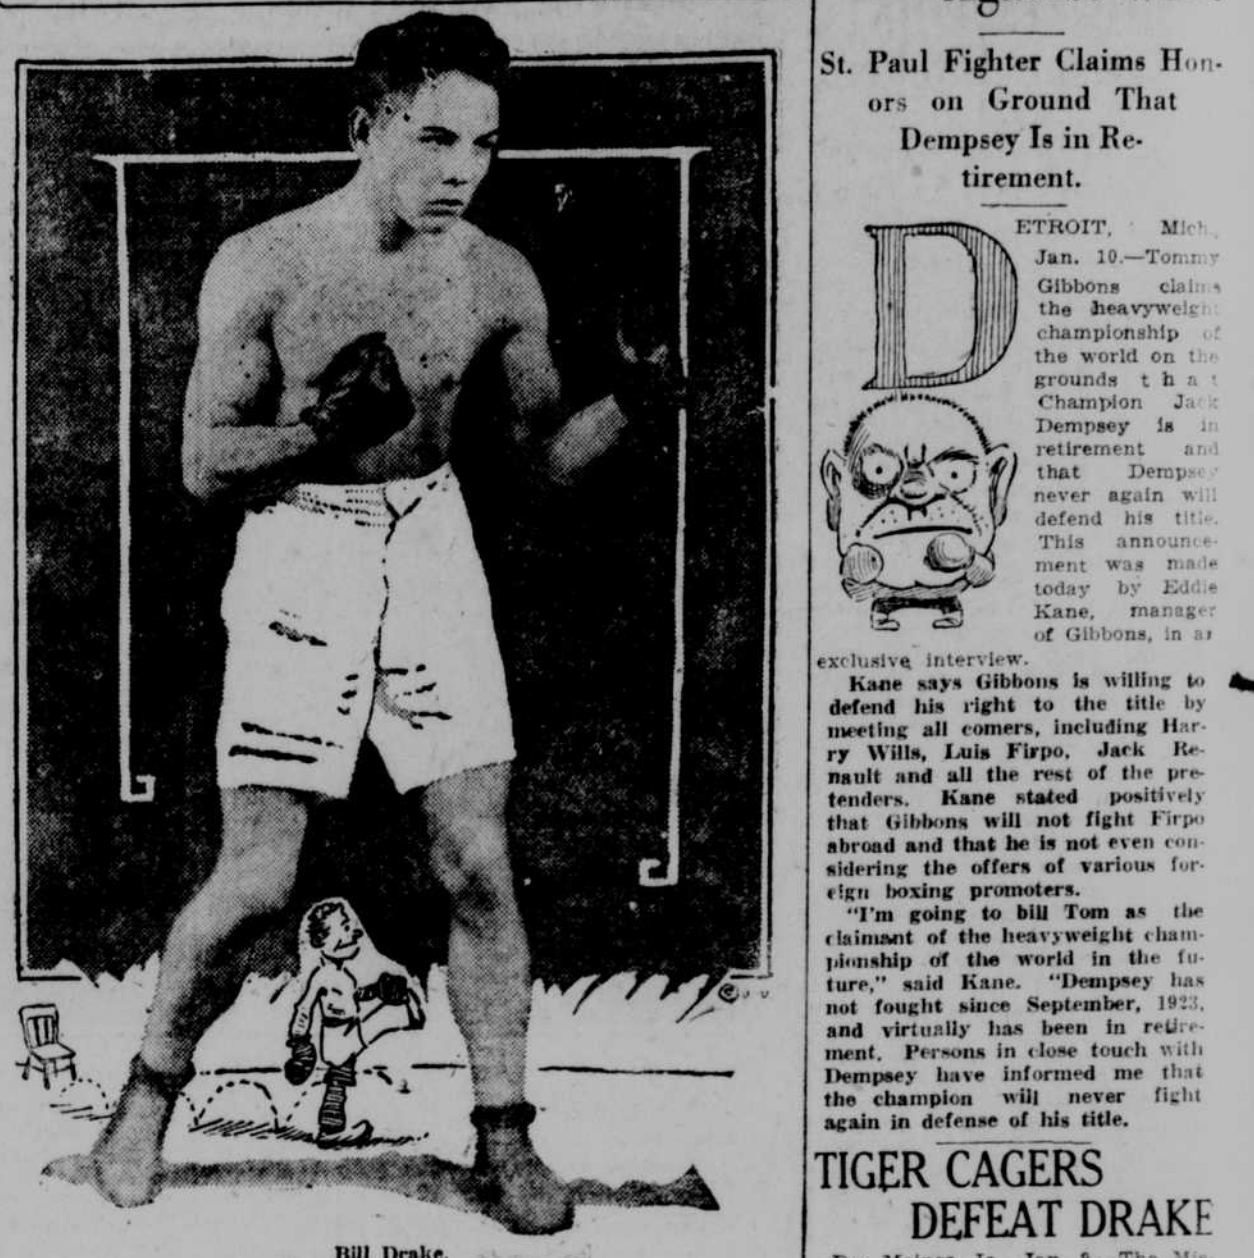 Bill Drake.
St. Paul Fighter Claims Hon-
ors on Ground That
Dempsey Is in Re-
tirement.
DETROIT, Mich.,
Jan. 10.—Tommy
Gibbons claims
the heavyweight
championship of
the world on the
grounds that
Champion Jack
Dempsey is in
retirement and
that Dempsey
never again will
defend his title.
This announce-
ment was made
today by Eddie
Kane, manager
of Gibbons, in an
exclusive interview.
Kane says Gibbons is willing to
defend his right to the title by
meeting all comers, including Har-
ry Wills, Luis Firpo, Jack Re-
nault and all the rest of the pre-
tenders. Kane stated positively
that Gibbons will not fight Firpo
abroad and that he is not even con-
sidering the offers of various for-
eign boxing promoters.
"I'm going to bill Tom as the
claimant of the heavyweight cham-
pionship of the world in the fu-
ture," said Kane. "Dempsey has
not fought since September, 1923,
and virtually has been in retire-
ment. Persons in close touch with
Dempsey have informed me that
the champion will never fight
again in defense of his title.
TIGER CAGERS
DEFEAT DRAKE